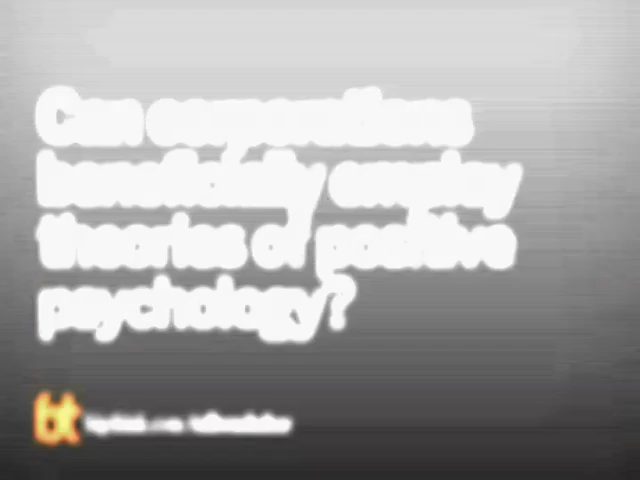 Can corporations
beneficially employ
theories of positive
psychology?
bt